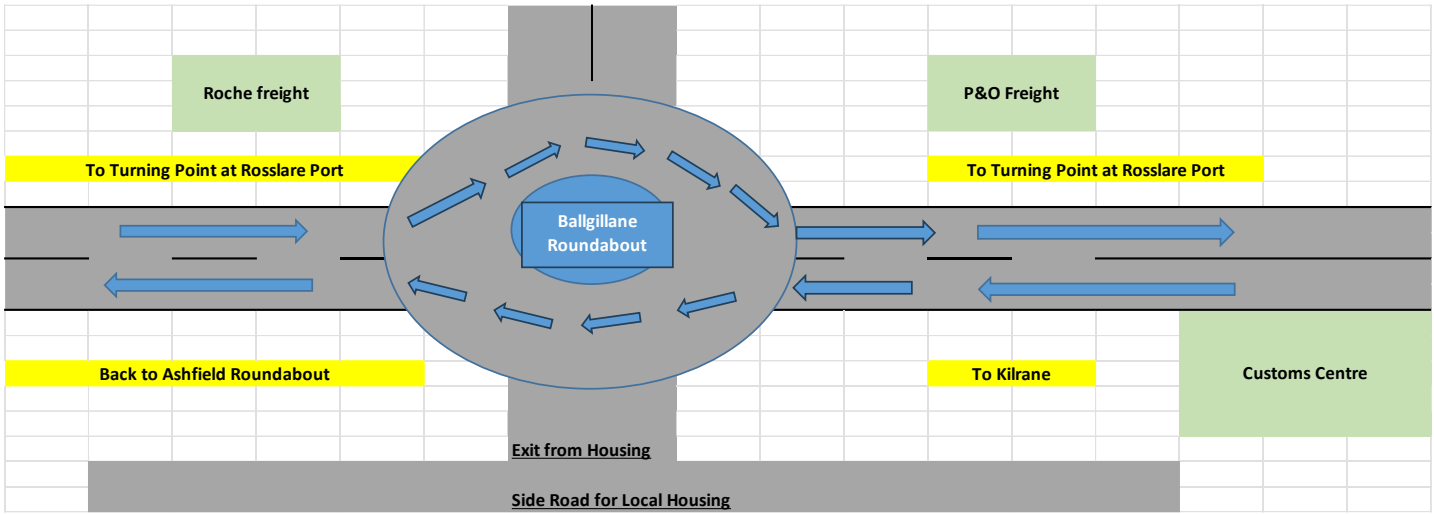 Roche freight
P&O Freight
To Turning Point at Rosslare Port
To Turning Point at Rosslare Port
Ballgillane
Roundabout
Back to Ashfield Roundabout
To Kilrane
Customs Centre
Exit from Housing
Side Road for Local Housing